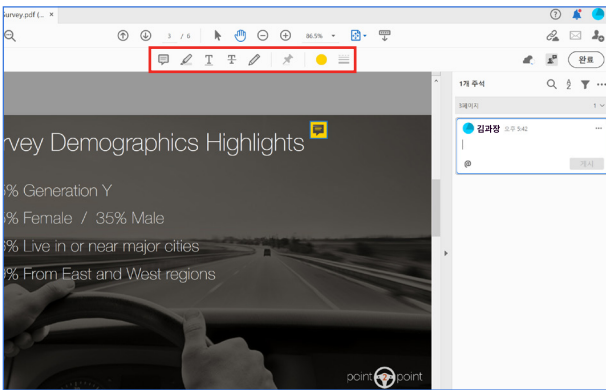 Survey.pdf (... ×
3 / 6
86.5%
완료
1개 주석
3페이지 1
김과장 오후 3:42
@ 게시
rvey Demographics Highlights
% Generation Y
% Female / 35% Male
% Live in or near major cities
% From East and West regions
point point